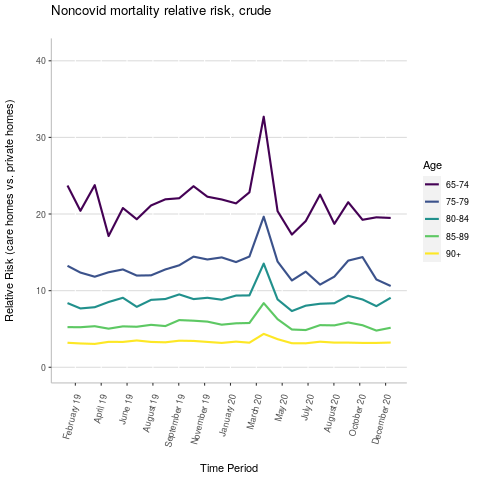 Noncovid mortality relative risk, crude
Relative Risk (care homes vs. private homes)
40
30
20
10
0
February 19
April 19
June 19
August 19
September 19
November 19
January 20
March 20
May 20
July 20
August 20
October 20
December 20
Time Period
Age
65-74
75-79
80-84
85-89
90+